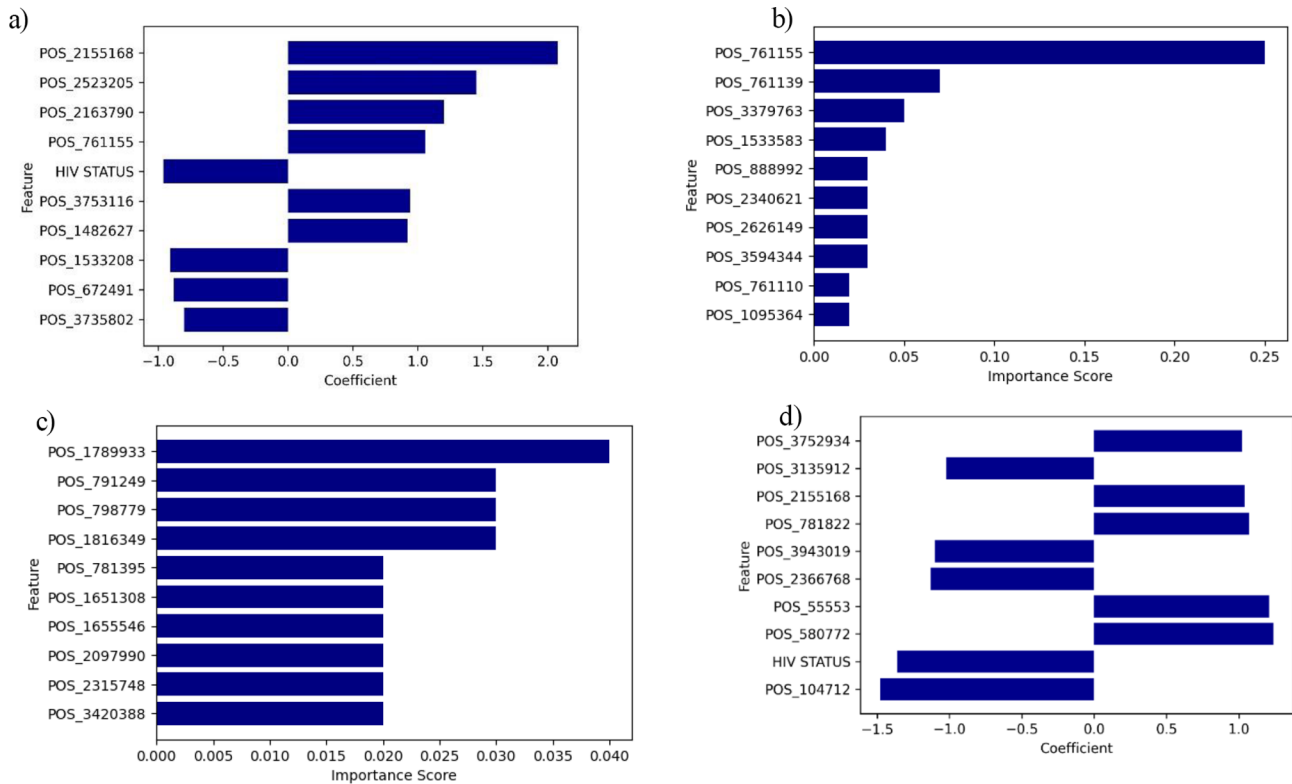 a)
POS_2155168
POS_2523205
POS_2163790
POS_761155
HIV STATUS
POS_3753116
POS_1482627
POS_1533208
POS_672491
POS_3735802
Feature
−1.0 −0.5 0.0 0.5 1.0 1.5 2.0
Coefficient
b)
POS_761155
POS_761139
POS_3379763
POS_1533583
POS_888992
POS_2340621
POS_2626149
POS_3594344
POS_761110
POS_1095364
Feature
0.00 0.05 0.10 0.15 0.20 0.25
Importance Score
c)
POS_1789933
POS_791249
POS_798779
POS_1816349
POS_781395
POS_1651308
POS_1655546
POS_2097990
POS_2315748
POS_3420388
Feature
0.000 0.005 0.010 0.015 0.020 0.025 0.030 0.035 0.040
Importance Score
d)
POS_3752934
POS_3135912
POS_2155168
POS_781822
POS_3943019
POS_2366768
POS_55553
POS_580772
HIV STATUS
POS_104712
Feature
−1.5 −1.0 −0.5 0.0 0.5 1.0
Coefficient